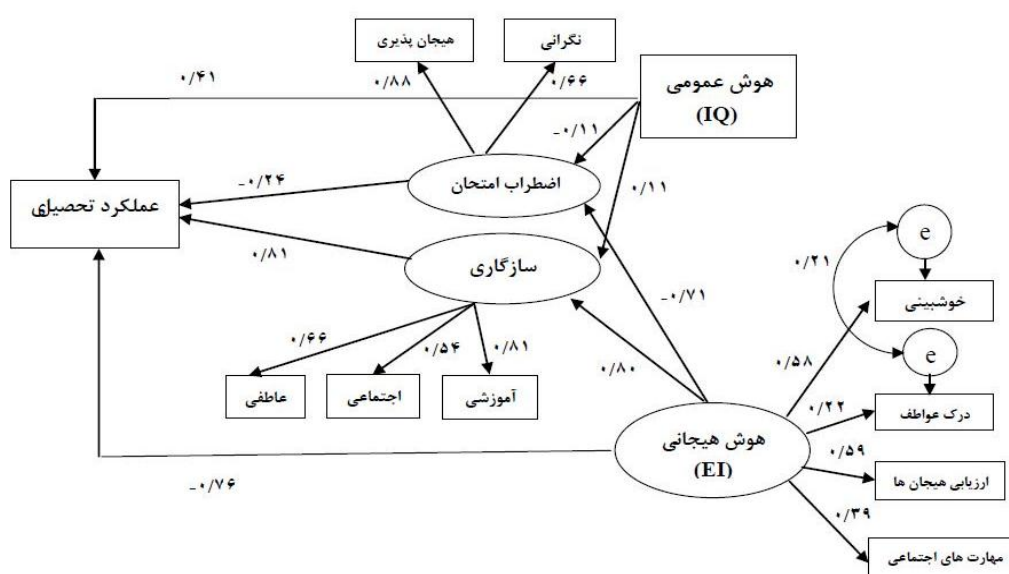 هیجان پذیری
نگرانی
۰/۴۱
۰/۸۸
۰/۶۶
هوش عمومی
(IQ)
-۰/۱۱
۰/۱۱
اضطراب امتحان
-۰/۲۴
عملکرد تحصیلی
۰/۸۱
سازگاری
e
۰/۲۱
خوشبینی
-۰/۷۱
e
۰/۶۶
۰/۵۴
۰/۸۱
۰/۸۰
۰/۵۸
عاطفی
اجتماعی
آموزشی
۰/۲۲
درک عواطف
هوش هیجانی
(EI)
۰/۵۹
ارزیابی هیجان ها
-۰/۷۶
۰/۳۹
مهارت های اجتماعی